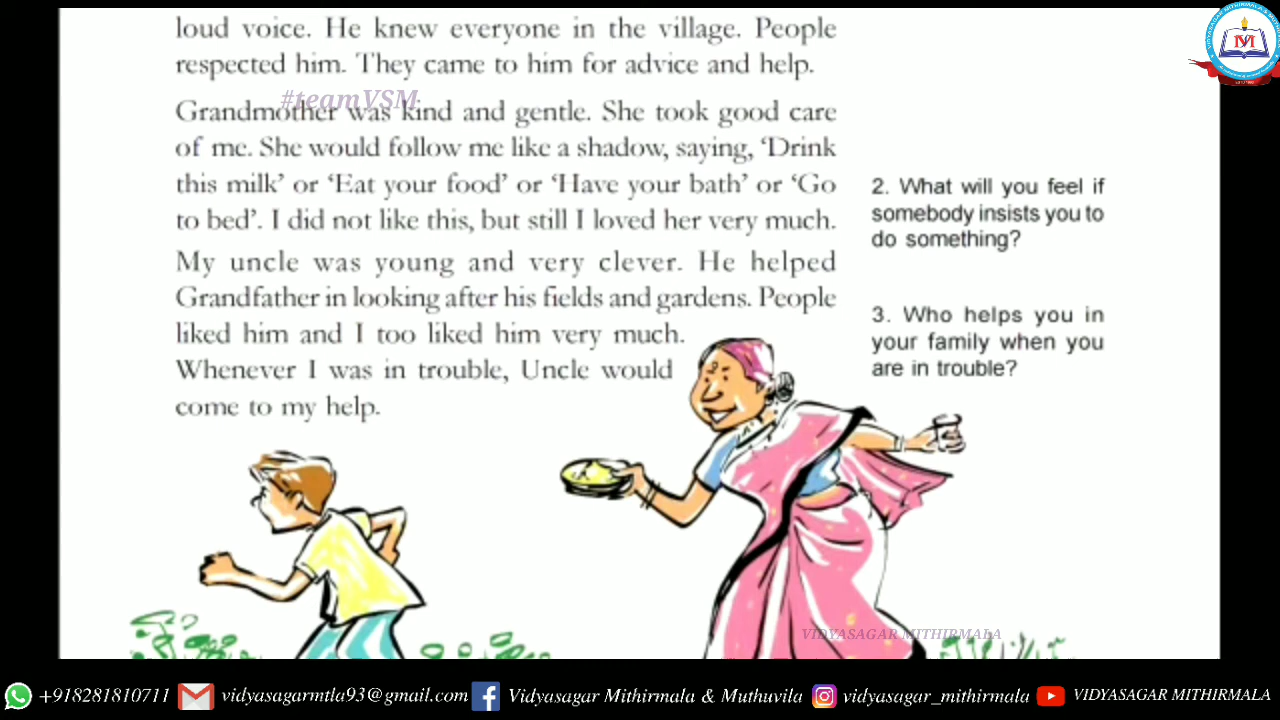 loud voice. He knew everyone in the village. People
respected him. They came to him for advice and help.
#teamVSM
Grandmother was kind and gentle. She took good care
of me. She would follow me like a shadow, saying, ‘Drink
this milk’ or ‘Eat your food’ or ‘Have your bath’ or ‘Go
to bed’. I did not like this, but still I loved her very much.
My uncle was young and very clever. He helped
Grandfather in looking after his fields and gardens. People
liked him and I too liked him very much.
Whenever I was in trouble, Uncle would
come to my help.
2. What will you feel if
somebody insists you to
do something?
3. Who helps you in
your family when you
are in trouble?
VIDYASAGAR MITHIRMALA
+918281810711 vidyasagarmtla93@gmail.com Vidyasagar Mithirmala & Muthuvila vidyasagar_mithirmala VIDYASAGAR MITHIRMALA